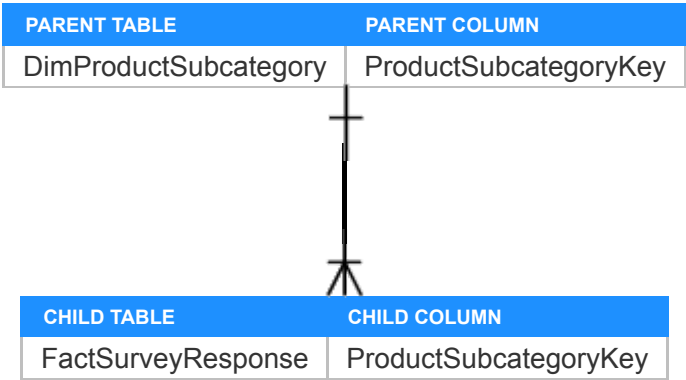 PARENT TABLE PARENT COLUMN
DimProductSubcategory ProductSubcategoryKey
CHILD TABLE CHILD COLUMN
FactSurveyResponse ProductSubcategoryKey